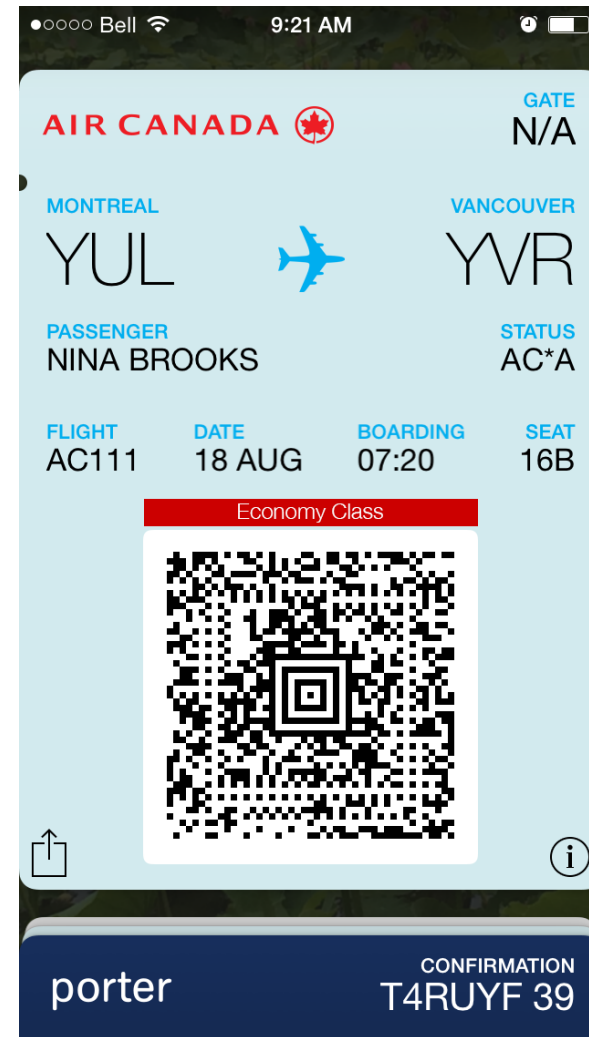 Bell 9:21 AM
AIR CANADA
GATE
N/A
MONTREAL VANCOUVER
YUL YVR
PASSENGER STATUS
NINA BROOKS AC*A
FLIGHT DATE BOARDING SEAT
AC111 18 AUG 07:20 16B
Economy Class
porter
CONFIRMATION
T4RUYF 39